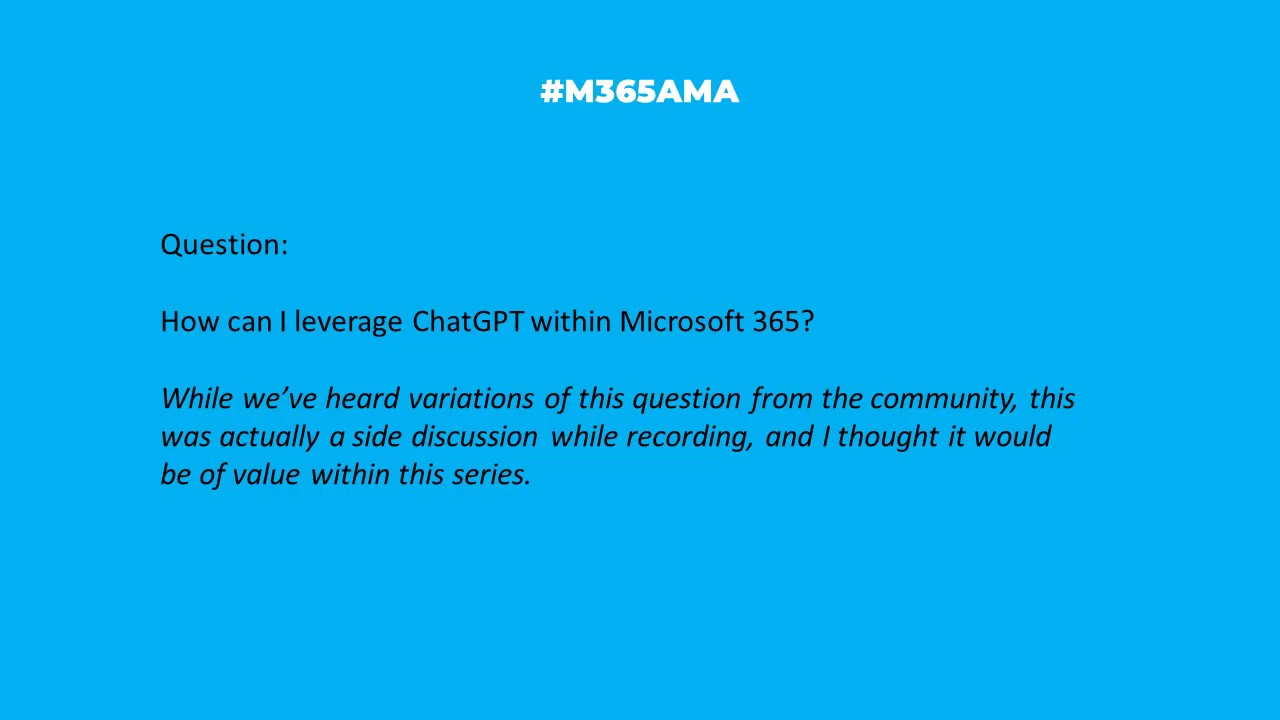 #M365AMA
Question:
How can I leverage ChatGPT within Microsoft 365?
While we’ve heard variations of this question from the community, this
was actually a side discussion while recording, and I thought it would
be of value within this series.